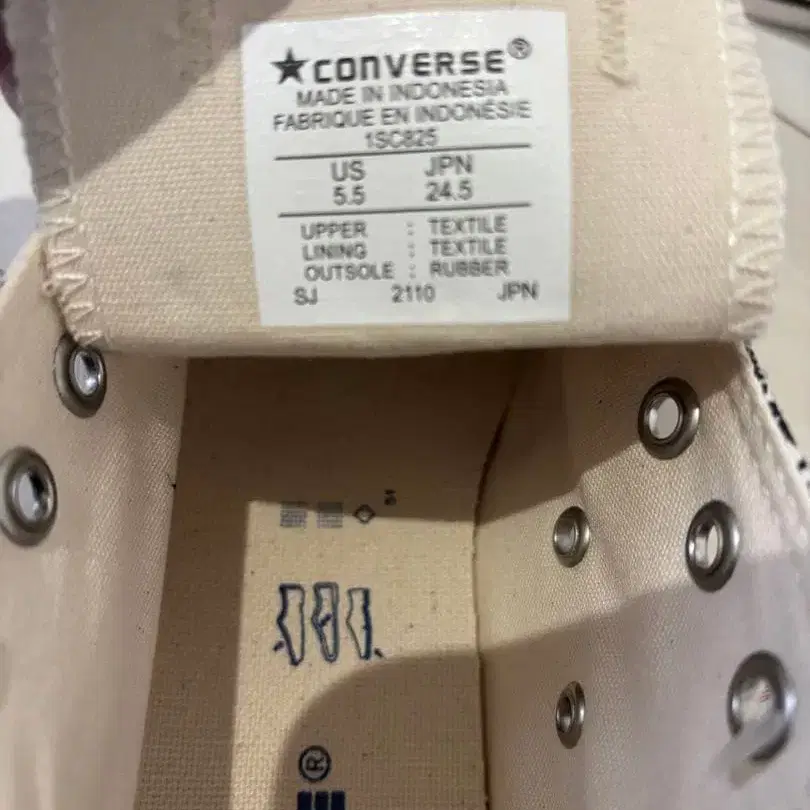 ★CONVERSE®
MADE IN INDONESIA
FABRIQUE EN INDONÉSIE
1SC825
US JPN
5.5 24.5
UPPER : TEXTILE
LINING : TEXTILE
OUTSOLE : RUBBER
SJ 2110 JPN
®